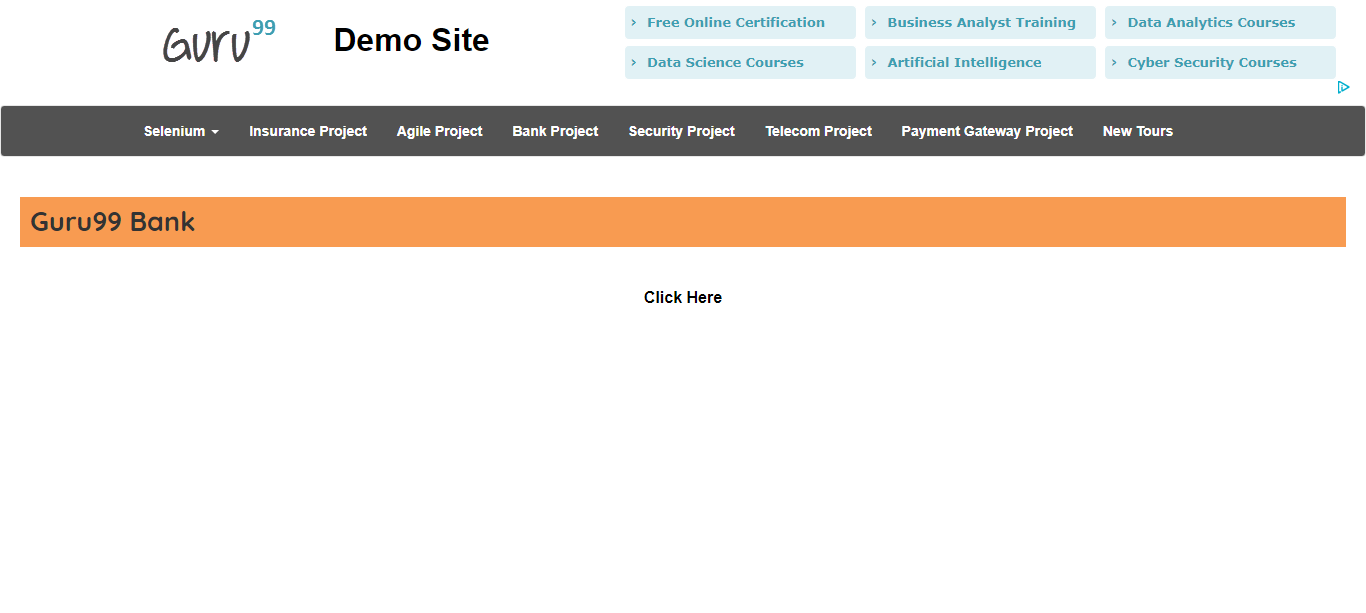 Guru99
Demo Site
› Free Online Certification
› Business Analyst Training
› Data Analytics Courses
› Data Science Courses
› Artificial Intelligence
› Cyber Security Courses
Selenium Insurance Project Agile Project Bank Project Security Project Telecom Project Payment Gateway Project New Tours
Guru99 Bank
Click Here